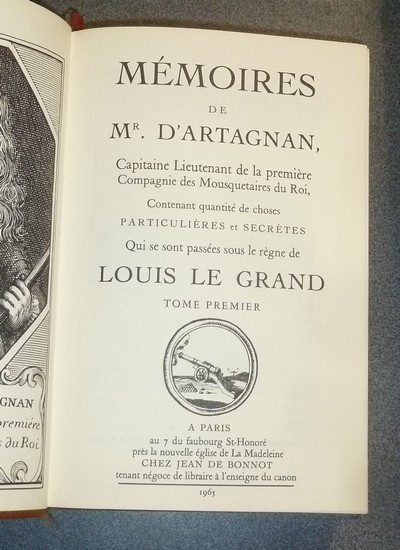 MÉMOIRES
DE
MR. D'ARTAGNAN,
Capitaine Lieutenant de la première
Compagnie des Mousquetaires du Roi,
Contenant quantité de choses
PARTICULIÈRES et SECRÈTES
Qui se sont passées sous le règne de
LOUIS LE GRAND
TOME PREMIER
A PARIS
au 7 du faubourg St-Honoré
près la nouvelle église de La Madeleine
CHEZ JEAN DE BONNOT
tenant négoce de libraire à l'enseigne du canon
1965
GNAN
première
s du Roi